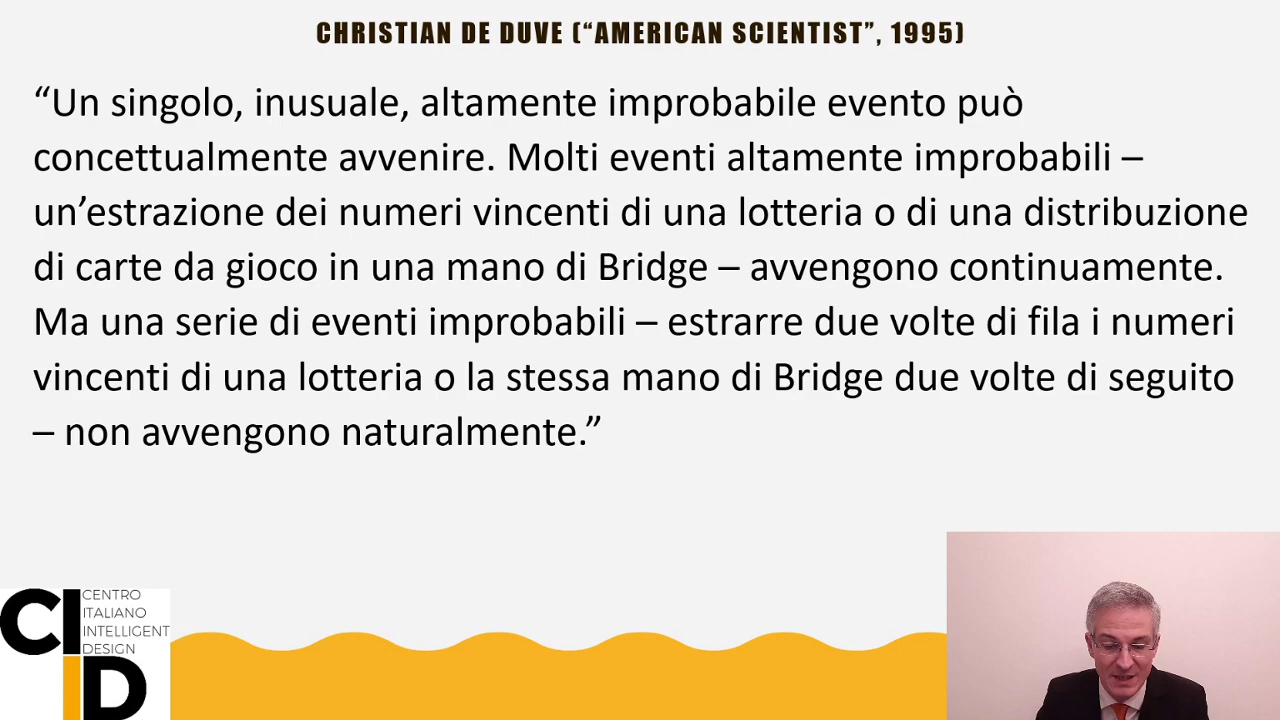 CHRISTIAN DE DUVE (“AMERICAN SCIENTIST”, 1995)
“Un singolo, inusuale, altamente improbabile evento può
concettualmente avvenire. Molti eventi altamente improbabili –
un’estrazione dei numeri vincenti di una lotteria o di una distribuzione
di carte da gioco in una mano di Bridge – avvengono continuamente.
Ma una serie di eventi improbabili – estrarre due volte di fila i numeri
vincenti di una lotteria o la stessa mano di Bridge due volte di seguito
– non avvengono naturalmente.”
CIID
CENTRO
ITALIANO
INTELLIGENT
DESIGN